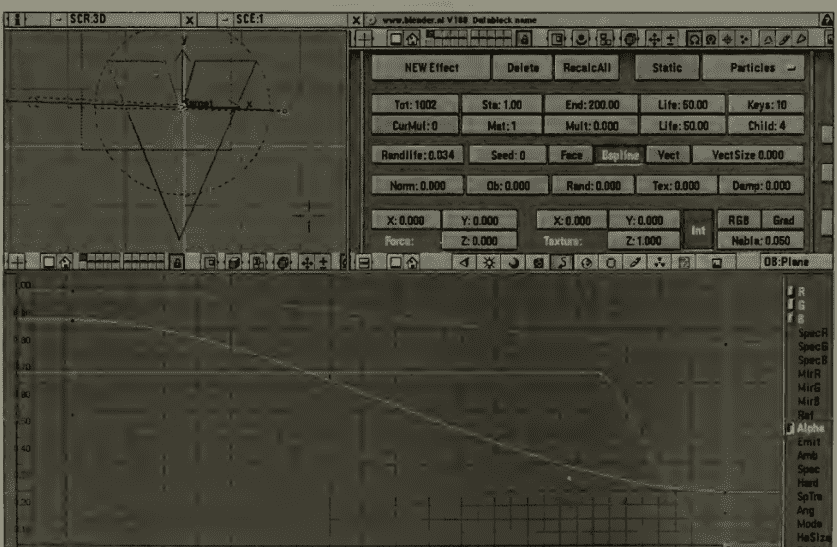 SCR:3D X SCE:1 X www.blender.nl V168 Datablock name
NEW Effect Delete RecalcAll Static Particles
Tot: 1002 Sta: 1.00 End: 200.00 Life: 50.00 Keys: 10
CurMul: 0 Mat: 1 Mult: 0.000 Life: 50.00 Child: 4
Randlife: 0.034 Seed: 0 Face Bspline Vect VectSize 0.000
Norm: 0.000 Ob: 0.000 Rand: 0.000 Tex: 0.000 Damp: 0.000
X: 0.000 Y: 0.000 X: 0.000 Y: 0.000 Int RGB Grad
Force: Z: 0.000 Texture: Z: 1.000 Nabla: 0.050
OB:Plane
y
Target x
R
G
B
SpecR
SpecG
SpecB
MirR
MirG
MirB
Ref
Alpha
Emit
Amb
Spec
Hard
SpTra
Ang
Mode
HaSize